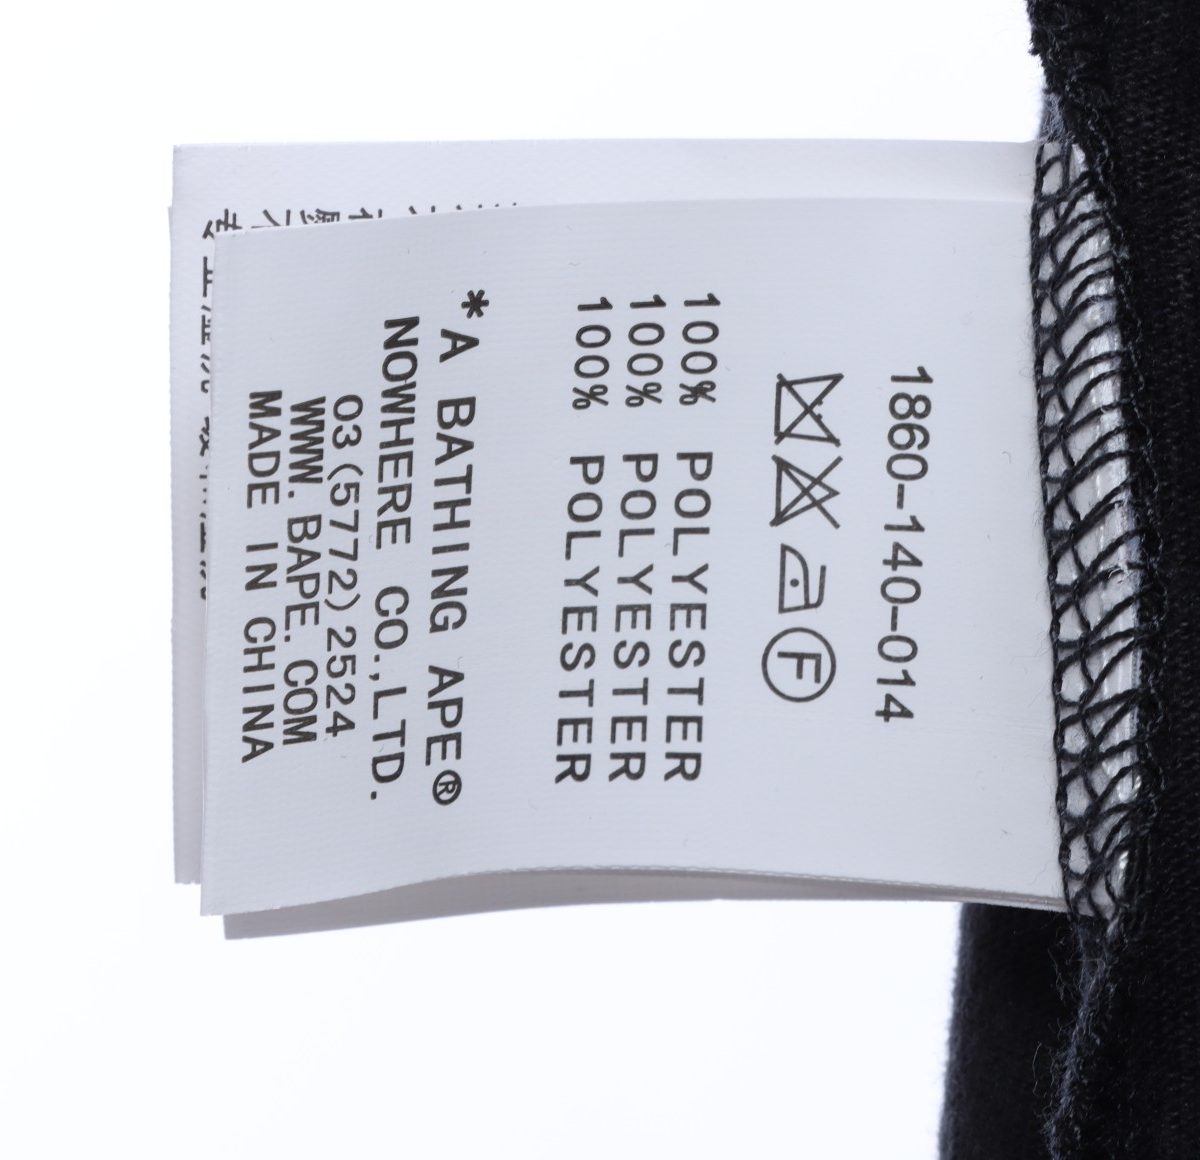 1860-140-014
F
100% POLYESTER
100% POLYESTER
100% POLYESTER
*A BATHING APE®
NOWHERE CO.,LTD.
03(5772)2524
WWW.BAPE.COM
MADE IN CHINA